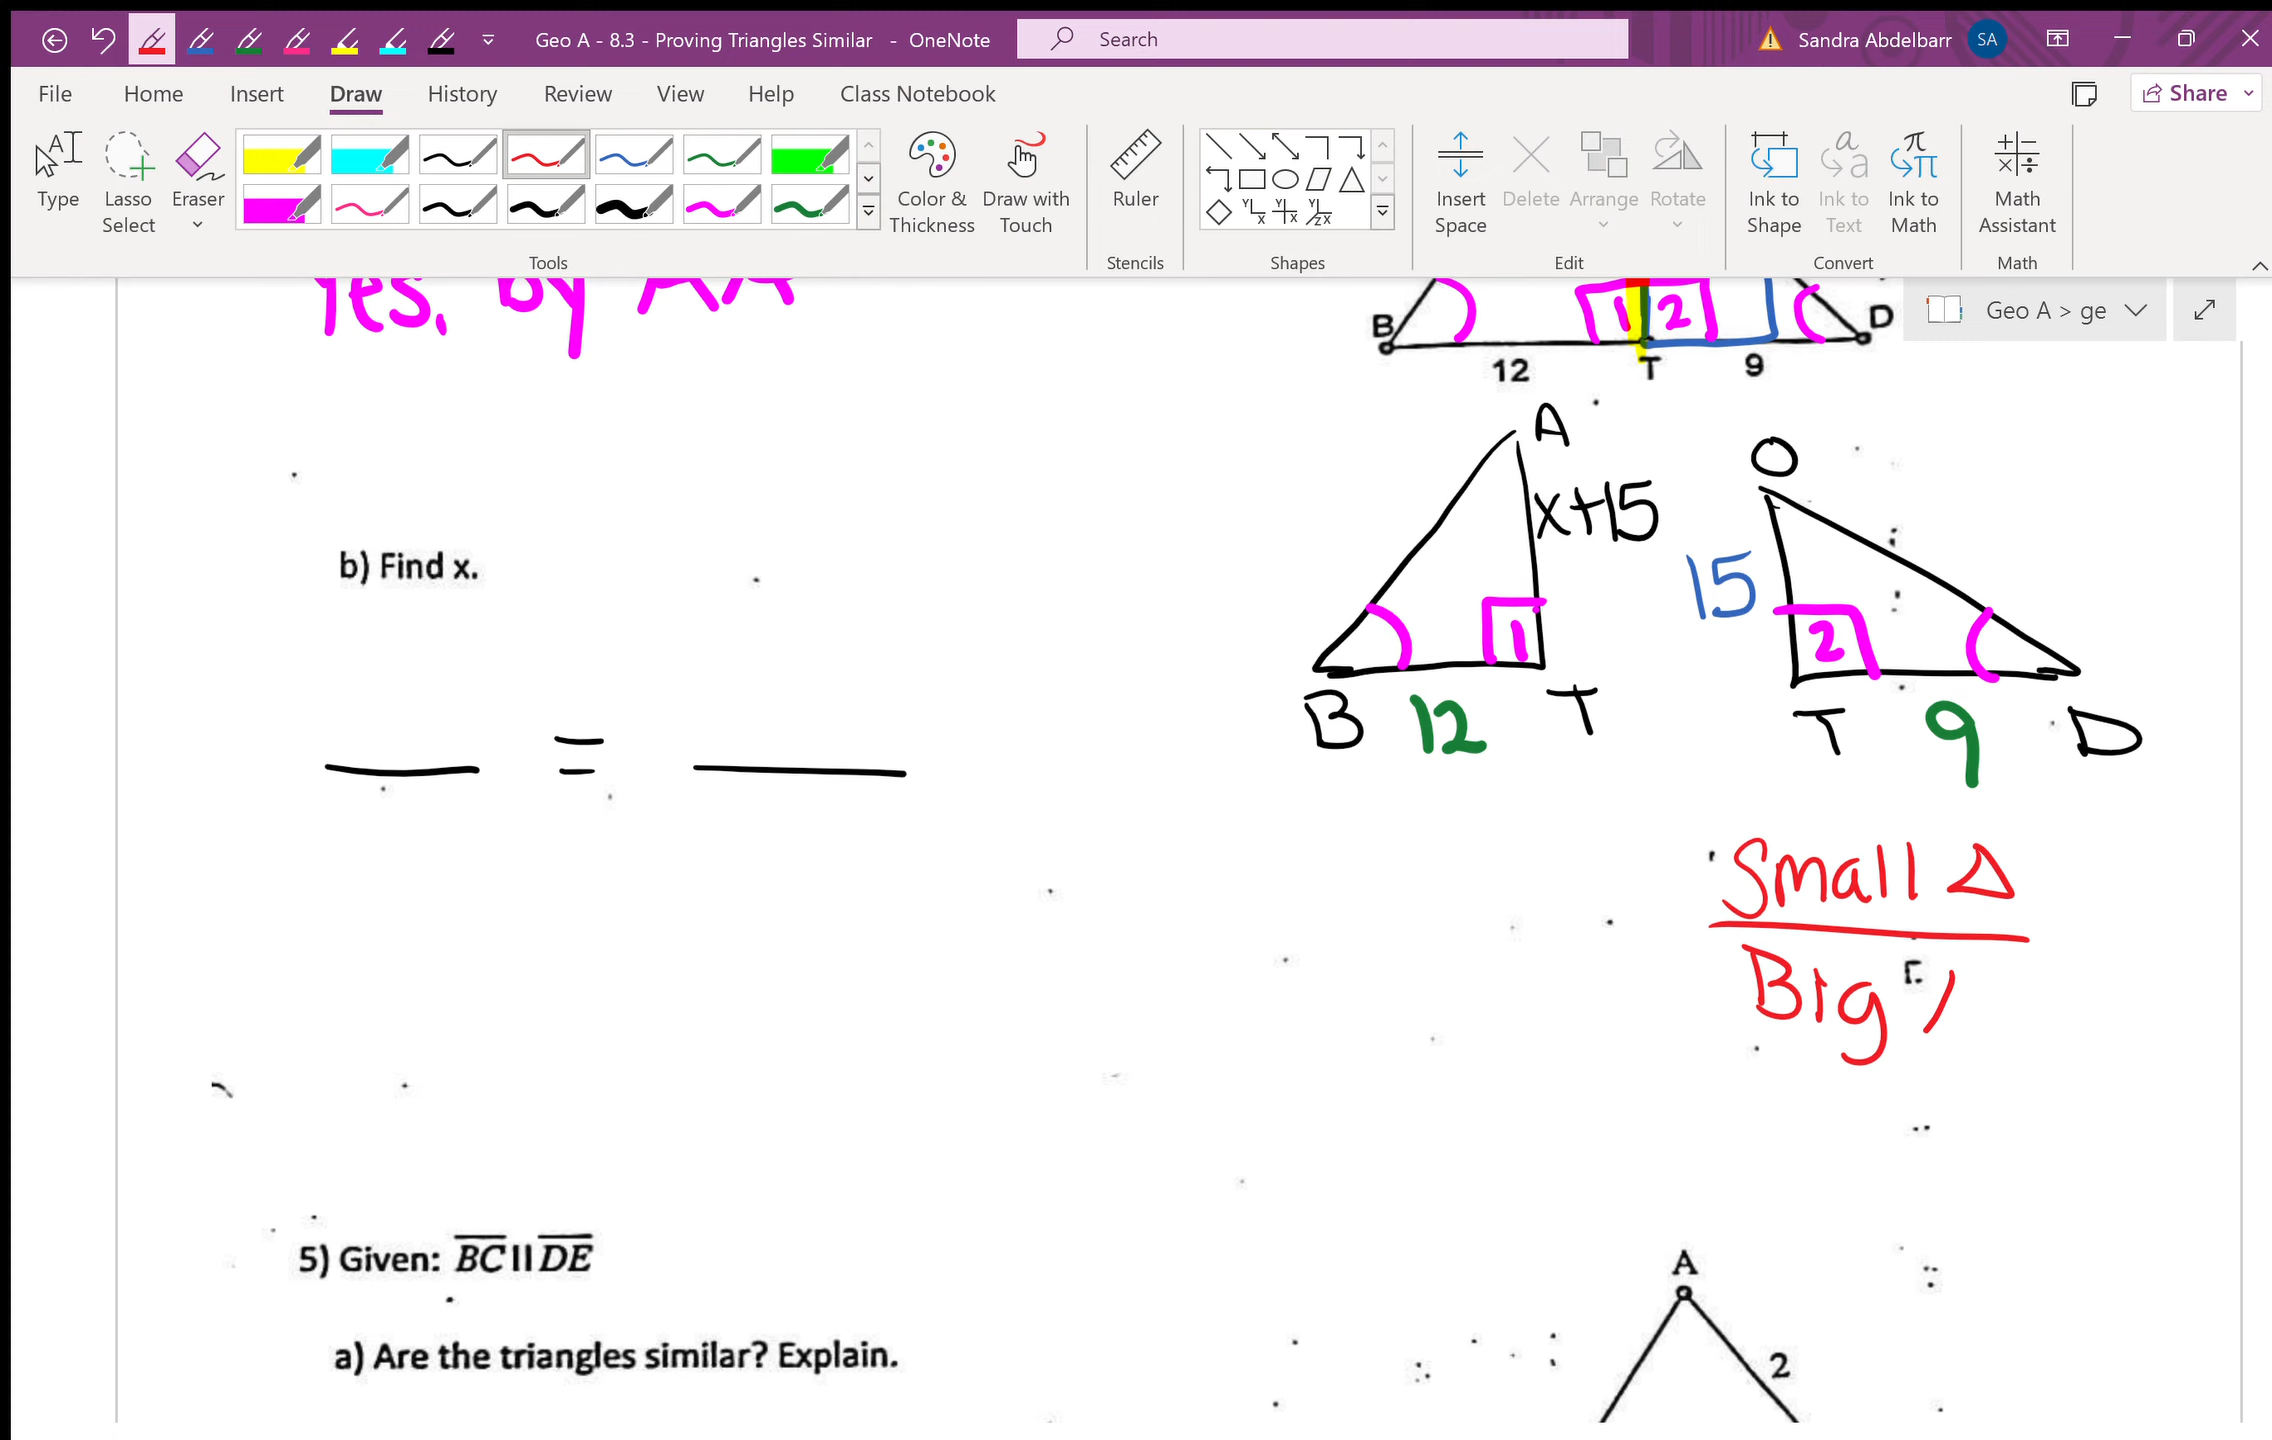 Geo A - 8.3 - Proving Triangles Similar - OneNote
Search
Sandra Abdelbarr SA
File Home Insert Draw History Review View Help Class Notebook
Share
Type
Lasso Select
Eraser
Color & Thickness
Draw with Touch
Ruler
Insert Space
Delete
Arrange
Rotate
Ink to Shape
Ink to Text
Ink to Math
Math Assistant
Tools
Stencils
Shapes
Edit
Convert
Math
Geo A > ge
Yes, by AA
B 1 2 D
12 T 9
A
O
x+15
b) Find x.
15
1 2
B 12 T T 9 D
=
Small Δ
Big
5) Given: BC || DE
A
a) Are the triangles similar? Explain.
2